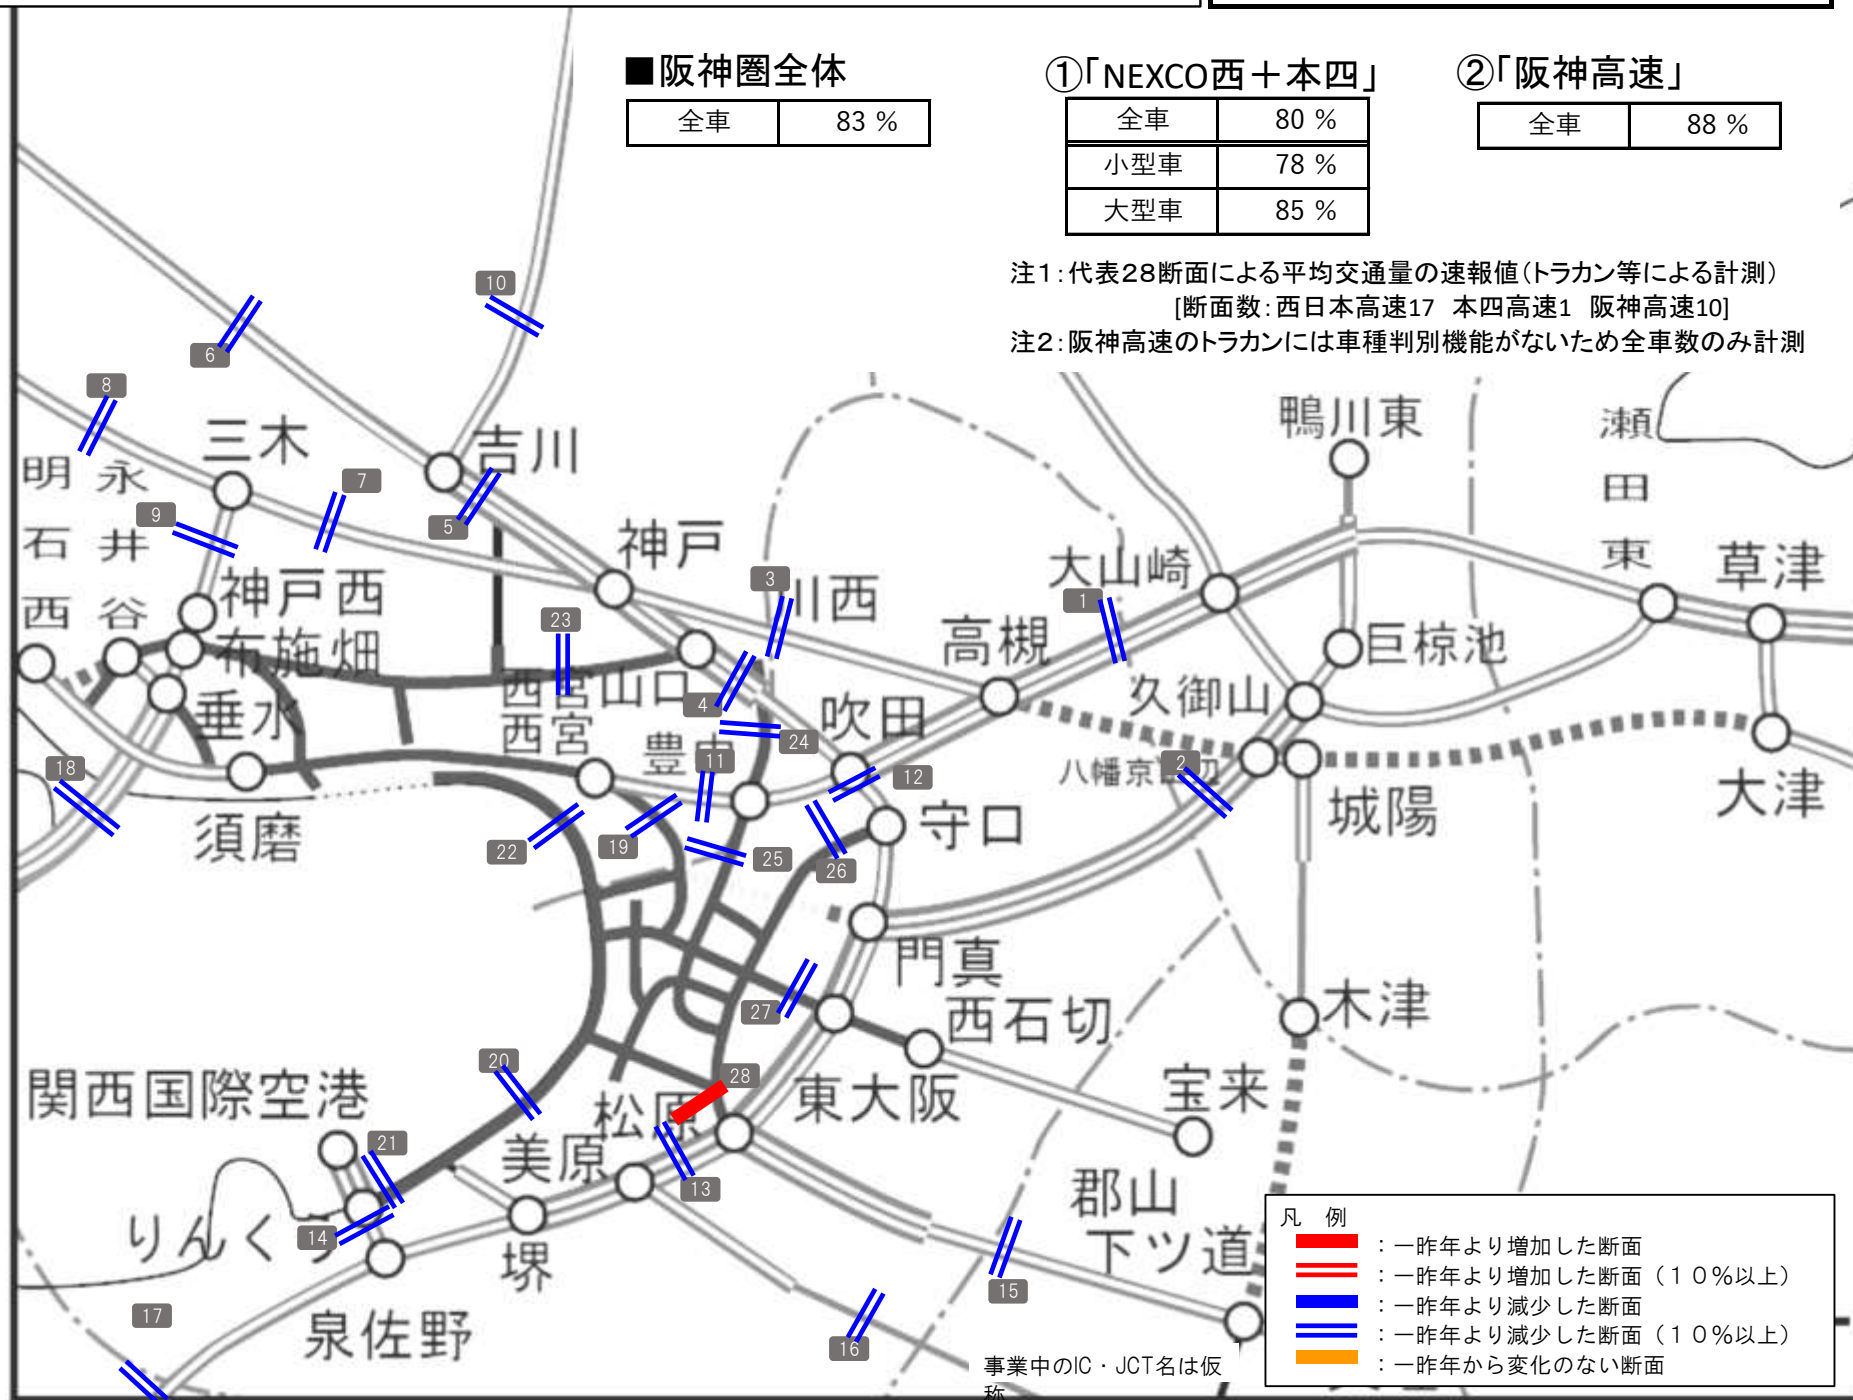 ■阪神圏全体
全車 83 %
①「NEXCO西＋本四」
全車 80 %
小型車 78 %
大型車 85 %
②「阪神高速」
全車 88 %
注１：代表２８断面による平均交通量の速報値（トラカン等による計測）
[断面数：西日本高速17 本四高速1 阪神高速10]
注２：阪神高速のトラカンには車種判別機能がないため全車数のみ計測
10
6
8
三木
吉川
鴨川東
瀬田東
明石西
永井谷
7
9
5
神戸
大山崎
草津
神戸西
3
川西
1
23
布施畑
高槻
巨椋池
西宮山口
4
久御山
垂水
西宮
吹田
24
豊中
11
18
12
八幡京田辺
2
大津
須磨
守口
城陽
22
19
25
26
門真
27
西石切
木津
20
28
関西国際空港
松原
東大阪
宝来
21
美原
13
郡山下ツ道
14
りんくう
堺
15
17
泉佐野
16
事業中のIC・JCT名は仮
称
凡 例
：一昨年より増加した断面
：一昨年より増加した断面（１０％以上）
：一昨年より減少した断面
：一昨年より減少した断面（１０％以上）
：一昨年から変化のない断面